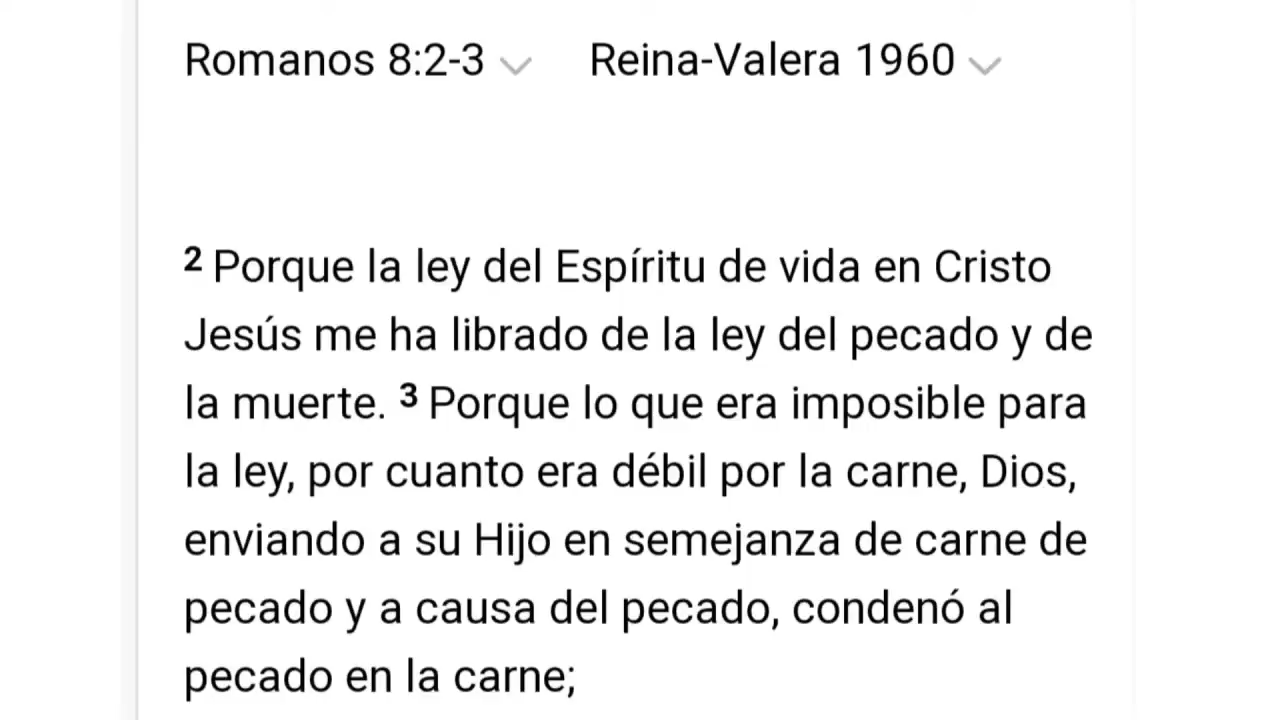 Romanos 8:2-3 Reina-Valera 1960
2 Porque la ley del Espíritu de vida en Cristo
Jesús me ha librado de la ley del pecado y de
la muerte. 3 Porque lo que era imposible para
la ley, por cuanto era débil por la carne, Dios,
enviando a su Hijo en semejanza de carne de
pecado y a causa del pecado, condenó al
pecado en la carne;